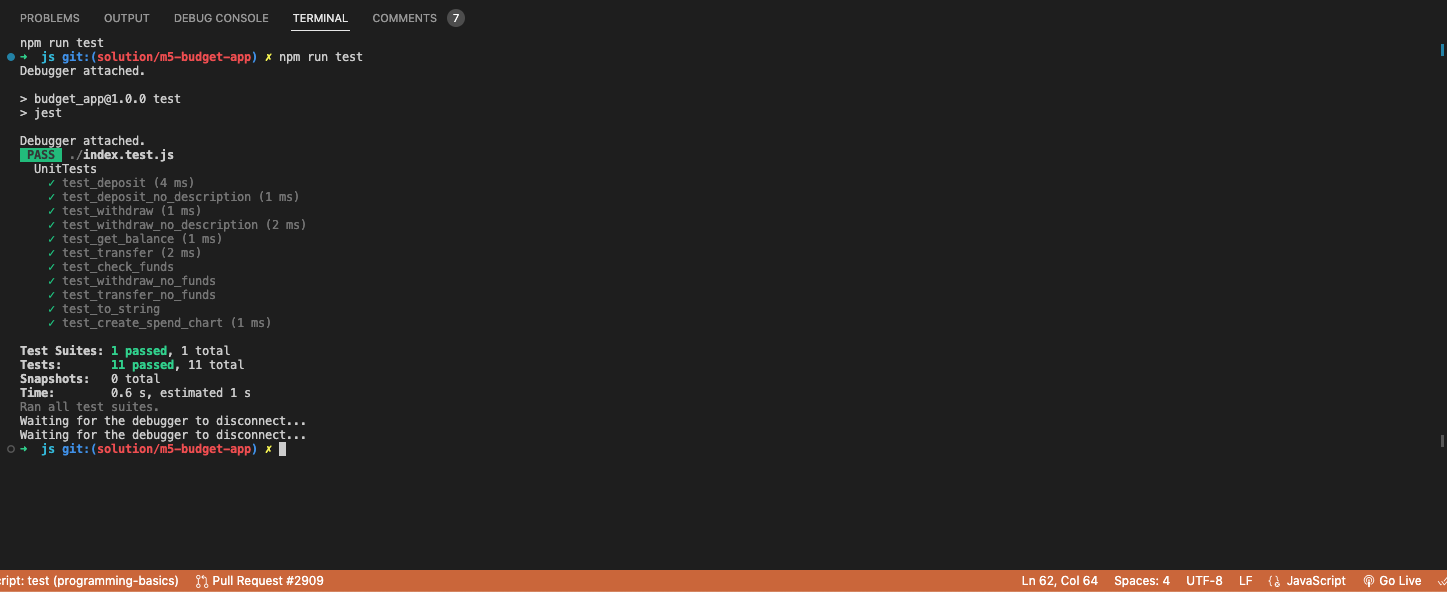 PROBLEMS OUTPUT DEBUG CONSOLE TERMINAL COMMENTS 7
npm run test
➜ js git:(solution/m5-budget-app) ✗ npm run test
Debugger attached.
> budget_app@1.0.0 test
> jest
Debugger attached.
PASS ./index.test.js
UnitTests
✓ test_deposit (4 ms)
✓ test_deposit_no_description (1 ms)
✓ test_withdraw (1 ms)
✓ test_withdraw_no_description (2 ms)
✓ test_get_balance (1 ms)
✓ test_transfer (2 ms)
✓ test_check_funds
✓ test_withdraw_no_funds
✓ test_transfer_no_funds
✓ test_to_string
✓ test_create_spend_chart (1 ms)
Test Suites: 1 passed, 1 total
Tests: 11 passed, 11 total
Snapshots: 0 total
Time: 0.6 s, estimated 1 s
Ran all test suites.
Waiting for the debugger to disconnect...
Waiting for the debugger to disconnect...
➜ js git:(solution/m5-budget-app) ✗
ript: test (programming-basics) Pull Request #2909 Ln 62, Col 64 Spaces: 4 UTF-8 LF JavaScript Go Live